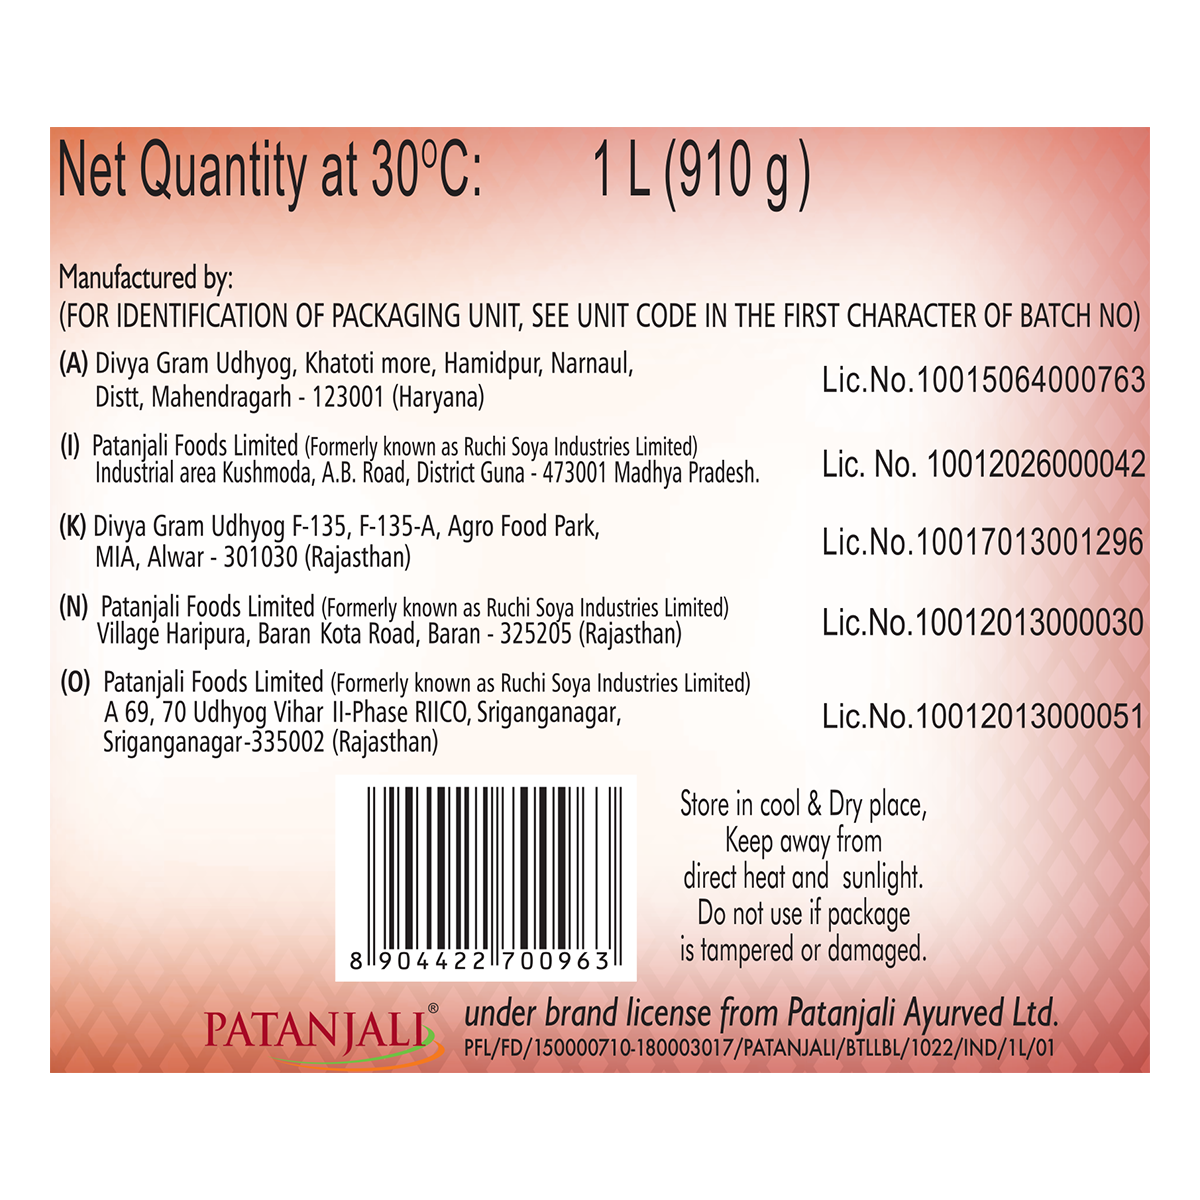 Net Quantity at 30ºC: 1 L (910 g)
Manufactured by:
(FOR IDENTIFICATION OF PACKAGING UNIT, SEE UNIT CODE IN THE FIRST CHARACTER OF BATCH NO)
(A) Divya Gram Udhyog, Khatoti more, Hamidpur, Narnaul,
Distt, Mahendragarh - 123001 (Haryana)
Lic.No.10015064000763
(I) Patanjali Foods Limited (Formerly known as Ruchi Soya Industries Limited)
Industrial area Kushmoda, A.B. Road, District Guna - 473001 Madhya Pradesh.
Lic. No. 10012026000042
(K) Divya Gram Udhyog F-135, F-135-A, Agro Food Park,
MIA, Alwar - 301030 (Rajasthan)
Lic.No.10017013001296
(N) Patanjali Foods Limited (Formerly known as Ruchi Soya Industries Limited)
Village Haripura, Baran Kota Road, Baran - 325205 (Rajasthan)
Lic.No.10012013000030
(O) Patanjali Foods Limited (Formerly known as Ruchi Soya Industries Limited)
A 69, 70 Udhyog Vihar II-Phase RIICO, Sriganganagar,
Sriganganagar-335002 (Rajasthan)
Lic.No.10012013000051
8 904422 700963
Store in cool & Dry place,
Keep away from
direct heat and sunlight.
Do not use if package
is tampered or damaged.
PATANJALI® under brand license from Patanjali Ayurved Ltd.
PFL/FD/150000710-180003017/PATANJALI/BTLLBL/1022/IND/1L/01